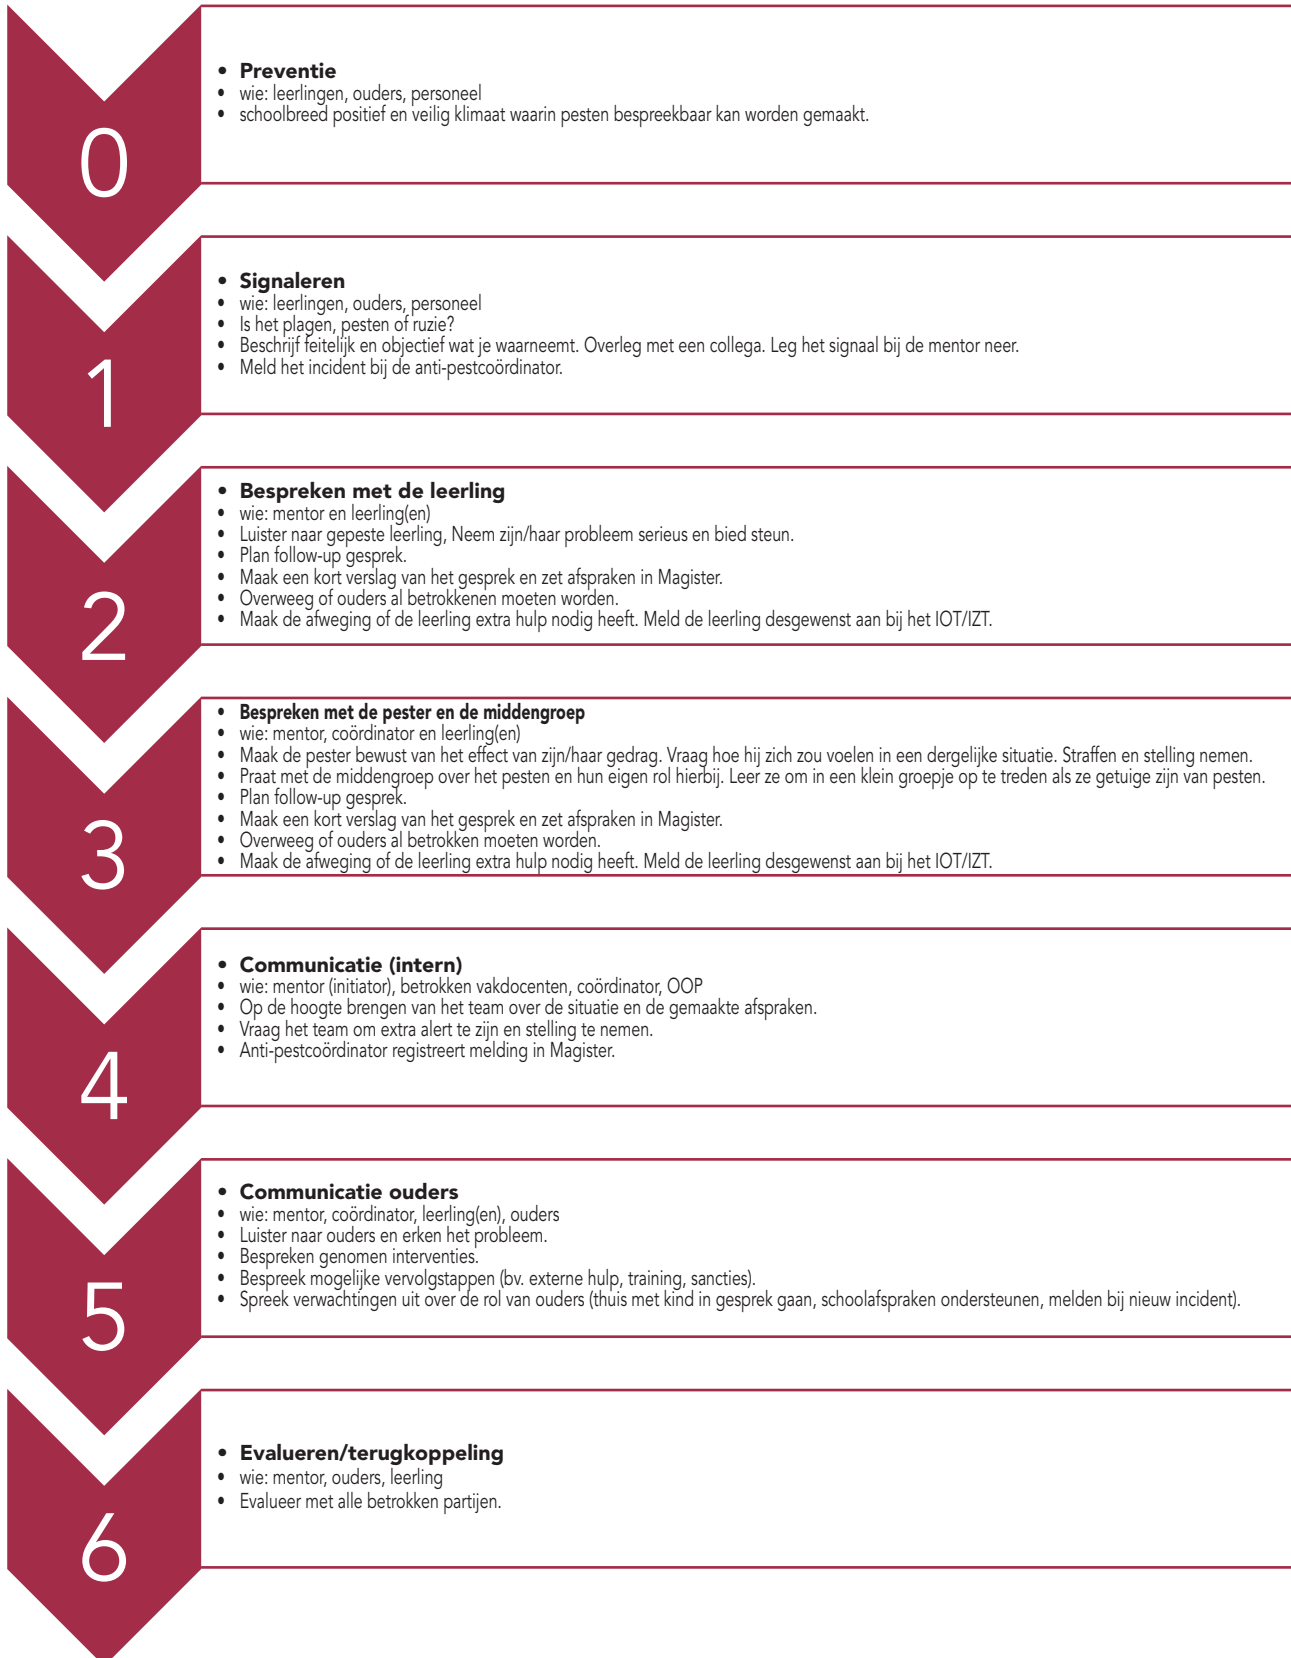 0
• Preventie
• wie: leerlingen, ouders, personeel
• schoolbreed positief en veilig klimaat waarin pesten bespreekbaar kan worden gemaakt.
1
• Signaleren
• wie: leerlingen, ouders, personeel
• Is het plagen, pesten of ruzie?
• Beschrijf feitelijk en objectief wat je waarneemt. Overleg met een collega. Leg het signaal bij de mentor neer.
• Meld het incident bij de anti-pestcoördinator.
2
• Bespreken met de leerling
• wie: mentor en leerling(en)
• Luister naar gepeste leerling, Neem zijn/haar probleem serieus en bied steun.
• Plan follow-up gesprek.
• Maak een kort verslag van het gesprek en zet afspraken in Magister.
• Overweeg of ouders al betrokkenen moeten worden.
• Maak de afweging of de leerling extra hulp nodig heeft. Meld de leerling desgewenst aan bij het IOT/IZT.
3
• Bespreken met de pester en de middengroep
• wie: mentor, coördinator en leerling(en)
• Maak de pester bewust van het effect van zijn/haar gedrag. Vraag hoe hij zich zou voelen in een dergelijke situatie. Straffen en stelling nemen.
• Praat met de middengroep over het pesten en hun eigen rol hierbij. Leer ze om in een klein groepje op te treden als ze getuige zijn van pesten.
• Plan follow-up gesprek.
• Maak een kort verslag van het gesprek en zet afspraken in Magister.
• Overweeg of ouders al betrokken moeten worden.
• Maak de afweging of de leerling extra hulp nodig heeft. Meld de leerling desgewenst aan bij het IOT/IZT.
4
• Communicatie (intern)
• wie: mentor (initiator), betrokken vakdocenten, coördinator, OOP
• Op de hoogte brengen van het team over de situatie en de gemaakte afspraken.
• Vraag het team om extra alert te zijn en stelling te nemen.
• Anti-pestcoördinator registreert melding in Magister.
5
• Communicatie ouders
• wie: mentor, coördinator, leerling(en), ouders
• Luister naar ouders en erken het probleem.
• Bespreken genomen interventies.
• Bespreek mogelijke vervolgstappen (bv. externe hulp, training, sancties).
• Spreek verwachtingen uit over de rol van ouders (thuis met kind in gesprek gaan, schoolafspraken ondersteunen, melden bij nieuw incident).
6
• Evalueren/terugkoppeling
• wie: mentor, ouders, leerling
• Evalueer met alle betrokken partijen.